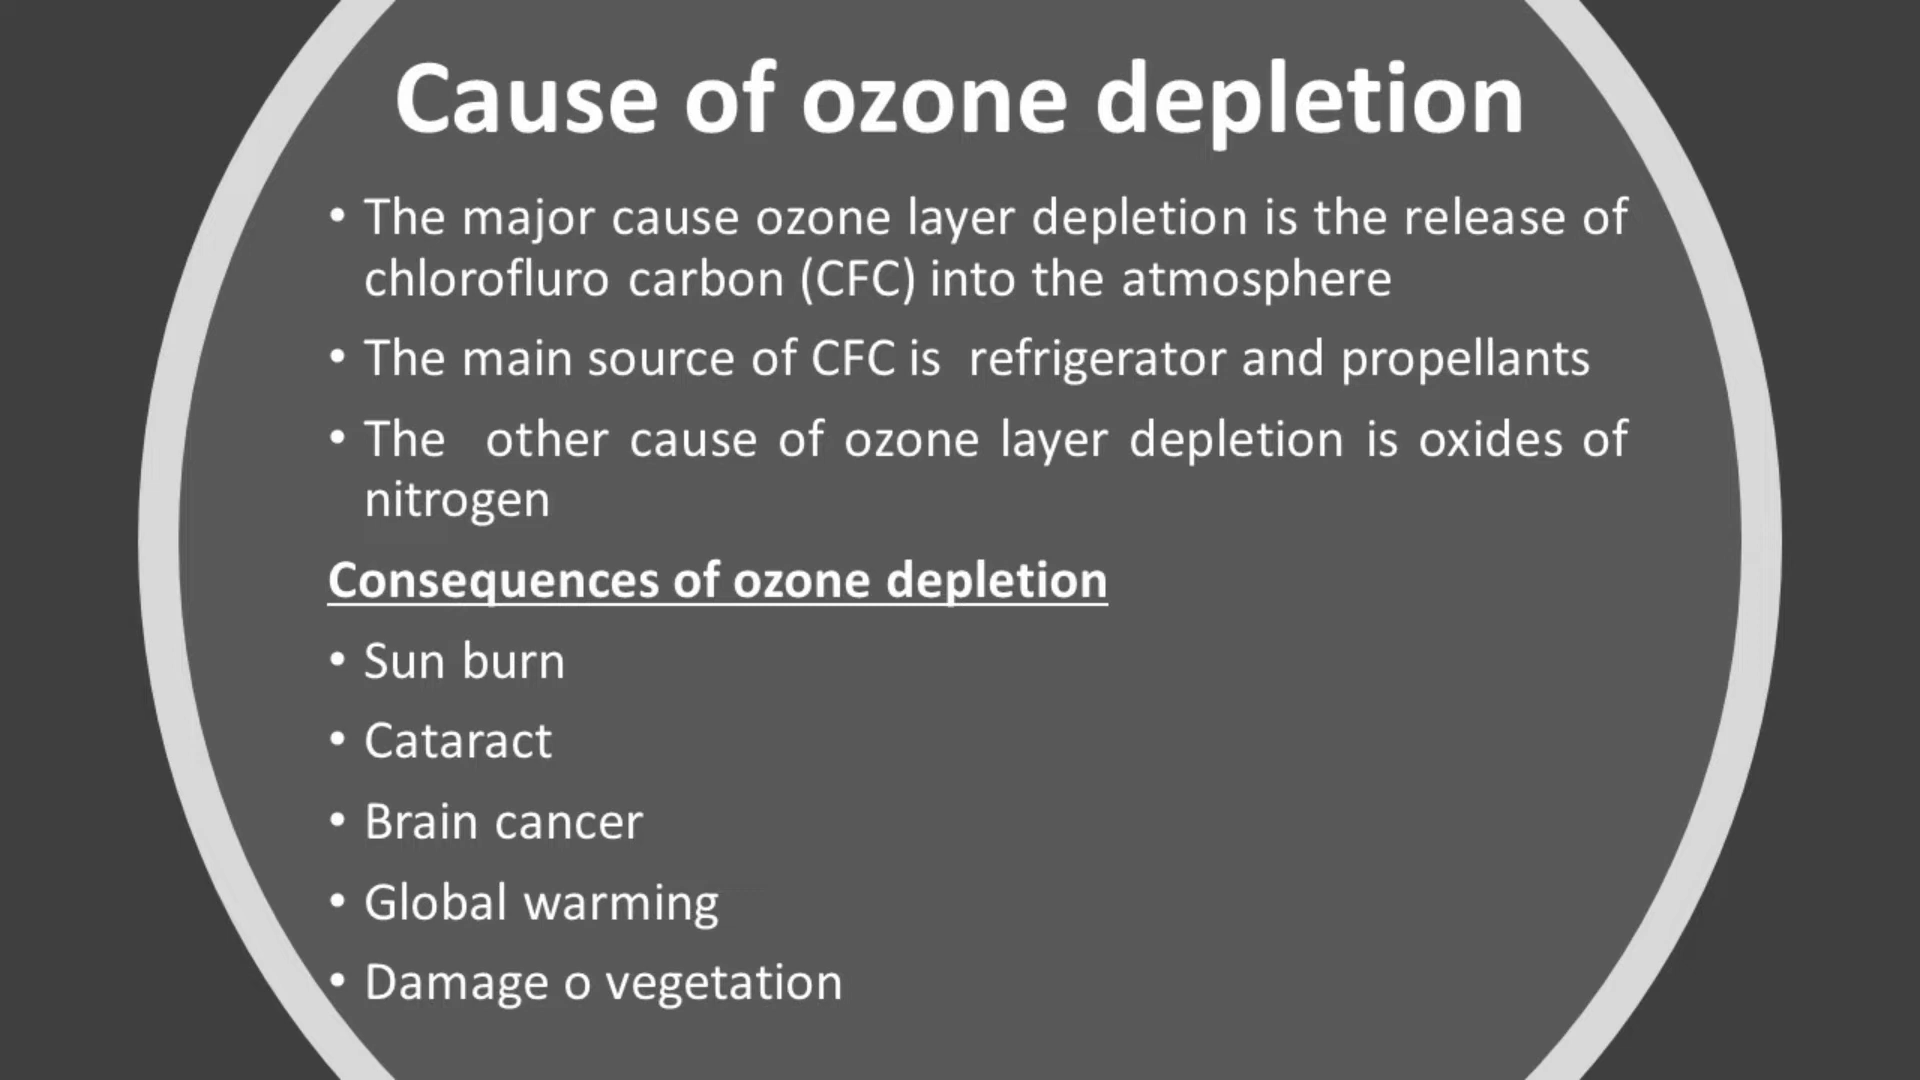 Cause of ozone depletion
• The major cause ozone layer depletion is the release of
chlorofluro carbon (CFC) into the atmosphere
• The main source of CFC is  refrigerator and propellants
• The  other cause of ozone layer depletion is oxides of
nitrogen
Consequences of ozone depletion
• Sun burn
• Cataract
• Brain cancer
• Global warming
• Damage o vegetation